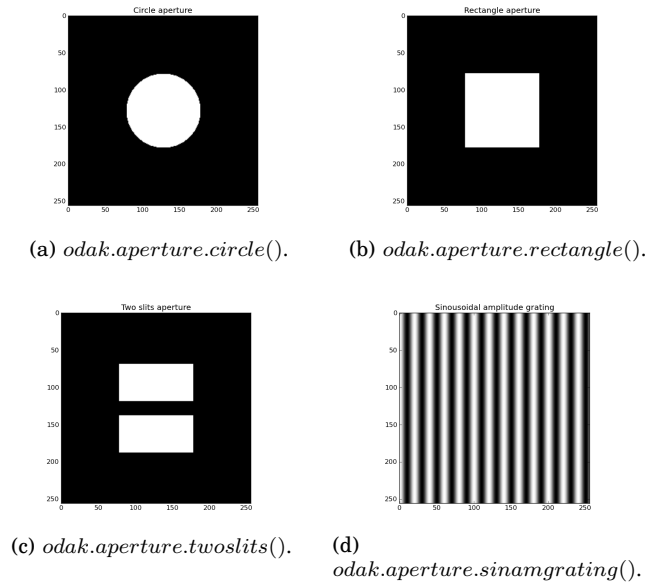 Circle aperture
0
50
100
150
200
250
0 50 100 150 200 250
(a) odak.aperture.circle().
Rectangle aperture
0
50
100
150
200
250
0 50 100 150 200 250
(b) odak.aperture.rectangle().
Two slits aperture
0
50
100
150
200
250
0 50 100 150 200 250
(c) odak.aperture.twoslits().
Sinousoidal amplitude grating
0
50
100
150
200
250
0 50 100 150 200 250
(d)
odak.aperture.sinamgrating().